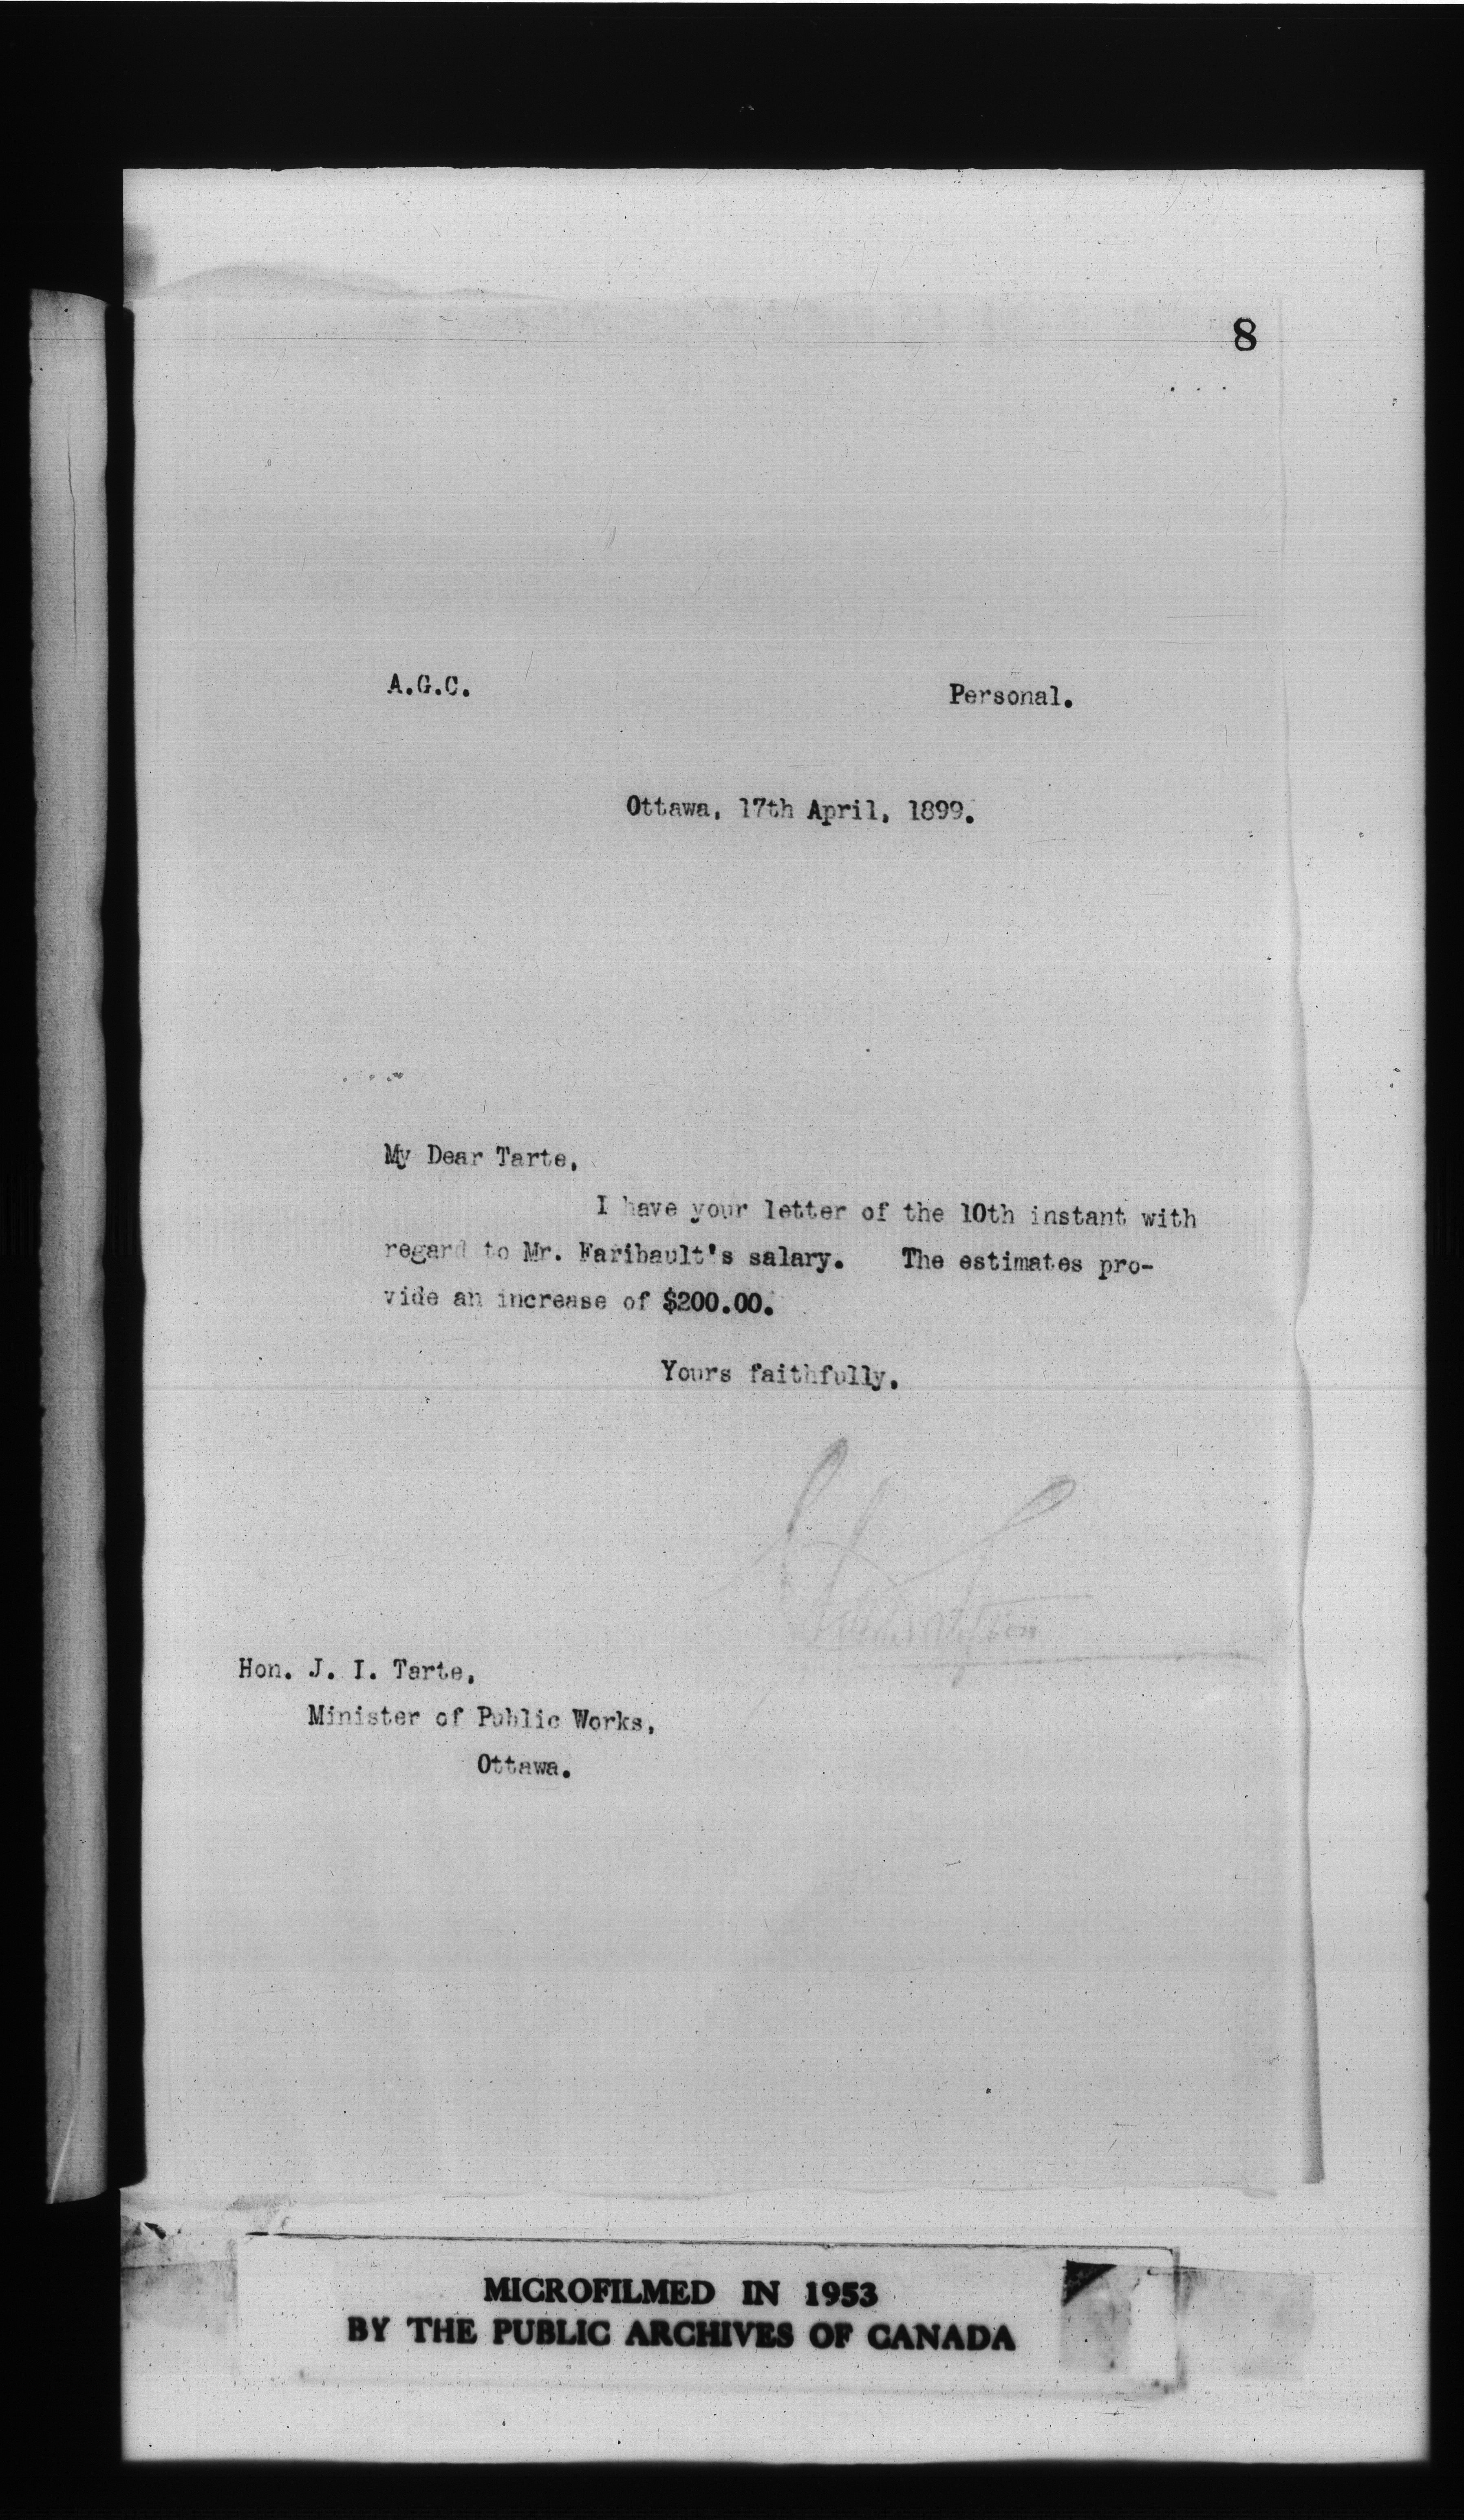 8
A.G.C. Personal.
Ottawa, 17th April, 1899.
My Dear Tarte,
I have your letter of the 10th instant with
regard to Mr. Faribault's salary. The estimates pro-
vide an increase of $200.00.
Yours faithfully,
Hon. J. I. Tarte,
Minister of Public Works,
Ottawa.
MICROFILMED IN 1953
BY THE PUBLIC ARCHIVES OF CANADA